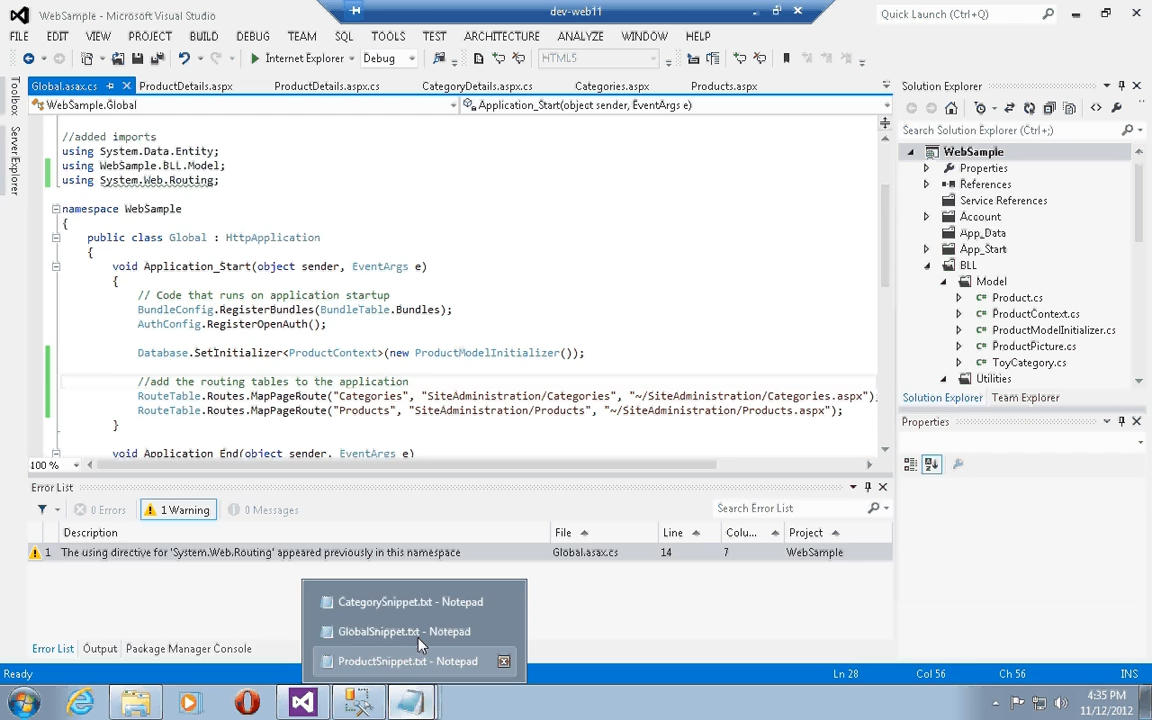 WebSample - Microsoft Visual Studio
dev-web11
Quick Launch (Ctrl+Q)
FILE EDIT VIEW PROJECT BUILD DEBUG TEAM SQL TOOLS TEST ARCHITECTURE ANALYZE WINDOW HELP
Internet Explorer Debug HTML5
Global.asax.cs ProductDetails.aspx ProductDetails.aspx.cs CategoryDetails.aspx.cs Categories.aspx Products.aspx
WebSample.Global Application_Start(object sender, EventArgs e)
Toolbox
Server Explorer
//added imports
using System.Data.Entity;
using WebSample.BLL.Model;
using System.Web.Routing;
namespace WebSample
{
public class Global : HttpApplication
{
void Application_Start(object sender, EventArgs e)
{
// Code that runs on application startup
BundleConfig.RegisterBundles(BundleTable.Bundles);
AuthConfig.RegisterOpenAuth();
Database.SetInitializer<ProductContext>(new ProductModelInitializer());
//add the routing tables to the application
RouteTable.Routes.MapPageRoute("Categories", "SiteAdministration/Categories", "~/SiteAdministration/Categories.aspx");
RouteTable.Routes.MapPageRoute("Products", "SiteAdministration/Products", "~/SiteAdministration/Products.aspx");
}
void Application_End(object sender, EventArgs e)
100 %
Solution Explorer
Search Solution Explorer (Ctrl+;)
WebSample
Properties
References
Service References
Account
App_Data
App_Start
BLL
Model
Product.cs
ProductContext.cs
ProductModelInitializer.cs
ProductPicture.cs
ToyCategory.cs
Utilities
Solution Explorer Team Explorer
Properties
Error List
0 Errors 1 Warning 0 Messages
Search Error List
Description File Line Colu... Project
1 The using directive for 'System.Web.Routing' appeared previously in this namespace Global.asax.cs 14 7 WebSample
CategorySnippet.txt - Notepad
GlobalSnippet.txt - Notepad
ProductSnippet.txt - Notepad
Error List Output Package Manager Console
Ready Ln 28 Col 56 Ch 56 INS
4:35 PM
11/12/2012